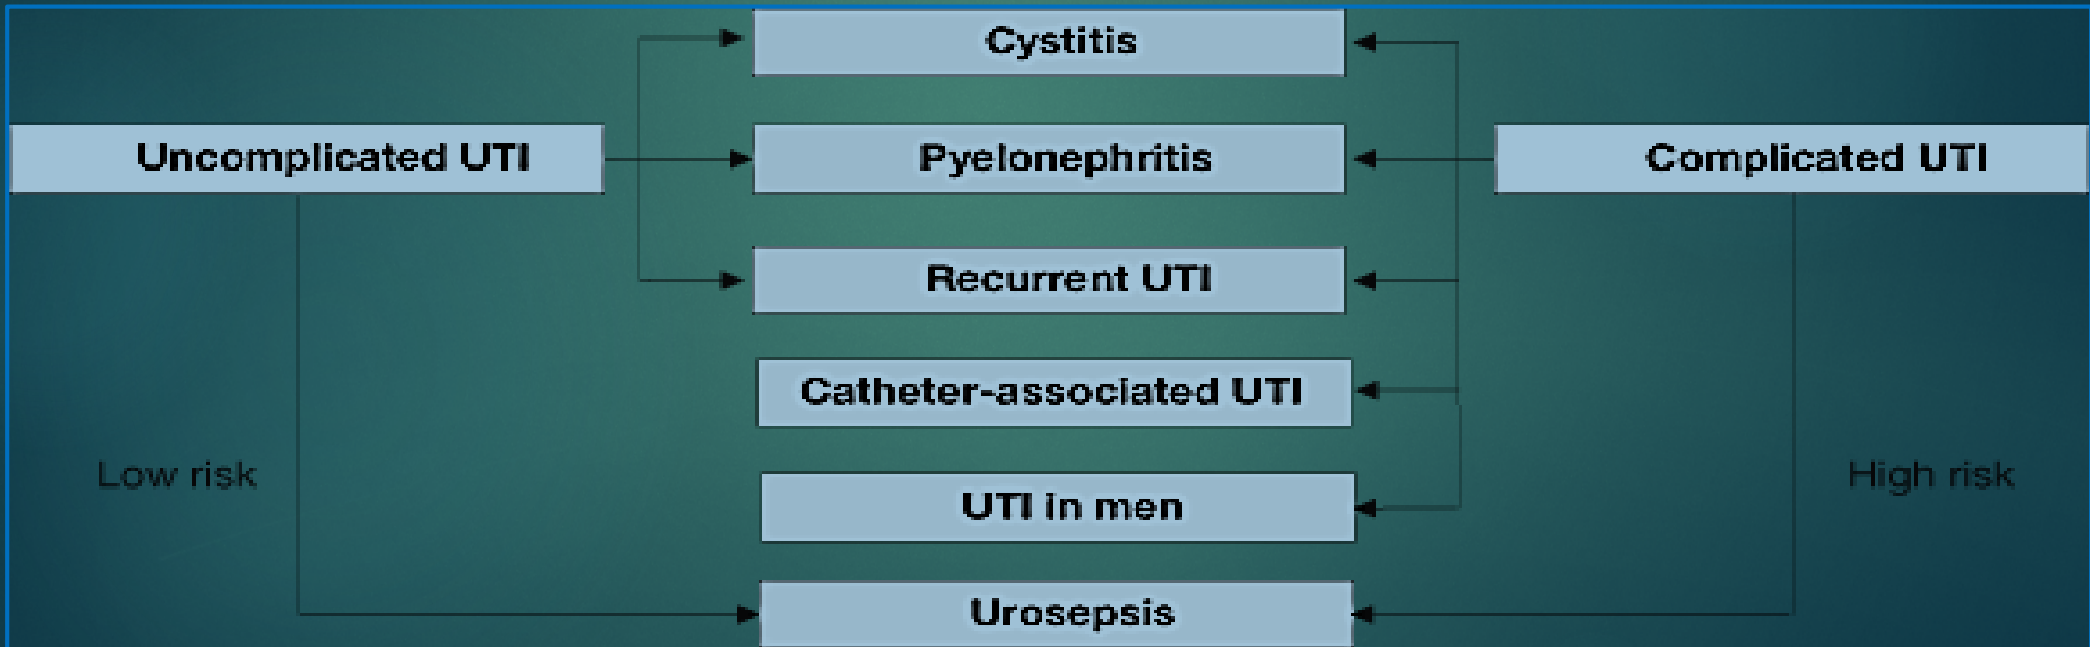 Cystitis
Uncomplicated UTI
Pyelonephritis
Complicated UTI
Recurrent UTI
Catheter-associated UTI
Low risk
High risk
UTI in men
Urosepsis